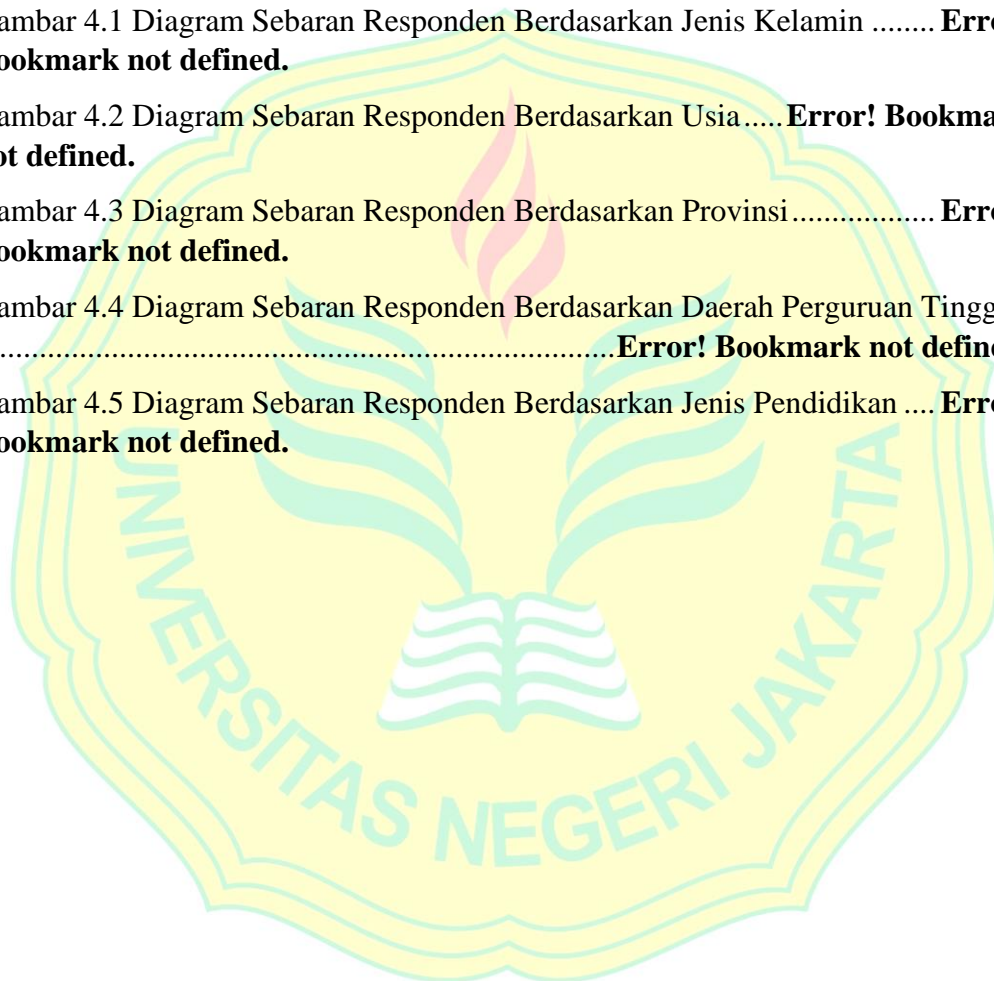 ambar 4.1 Diagram Sebaran Responden Berdasarkan Jenis Kelamin ........ Erro
ookmark not defined.
ambar 4.2 Diagram Sebaran Responden Berdasarkan Usia ..... Error! Bookma
ot defined.
ambar 4.3 Diagram Sebaran Responden Berdasarkan Provinsi .................. Erro
ookmark not defined.
ambar 4.4 Diagram Sebaran Responden Berdasarkan Daerah Perguruan Tingg
.............................................................................. Error! Bookmark not define
ambar 4.5 Diagram Sebaran Responden Berdasarkan Jenis Pendidikan .... Erro
ookmark not defined.
UNIVERSITAS NEGERI JAKARTA